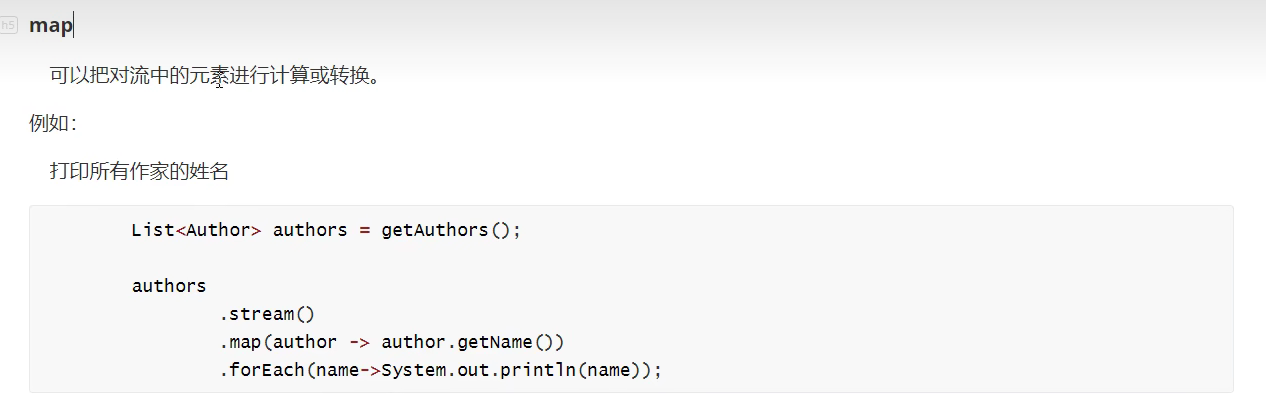 h5
map
可以把对流中的元素进行计算或转换。
例如：
打印所有作家的姓名
List<Author> authors = getAuthors();
authors
.stream()
.map(author -> author.getName())
.forEach(name->System.out.println(name));